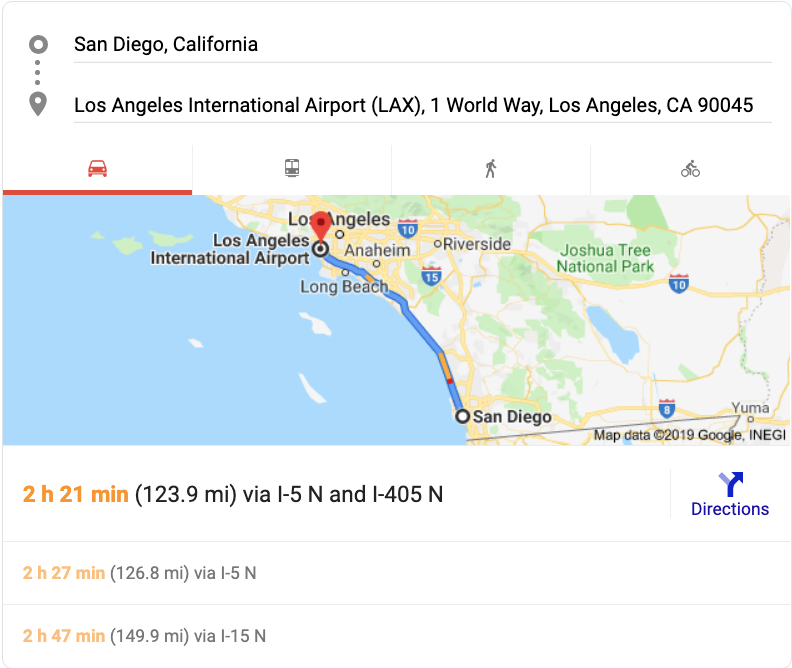 San Diego, California
Los Angeles International Airport (LAX), 1 World Way, Los Angeles, CA 90045
Los Angeles
10
Los Angeles
International Airport
Anaheim
Riverside
Joshua Tree
National Park
15
10
Long Beach
San Diego
8
Yuma
Map data ©2019 Google, INEGI
2 h 21 min (123.9 mi) via I-5 N and I-405 N
Directions
2 h 27 min (126.8 mi) via I-5 N
2 h 47 min (149.9 mi) via I-15 N